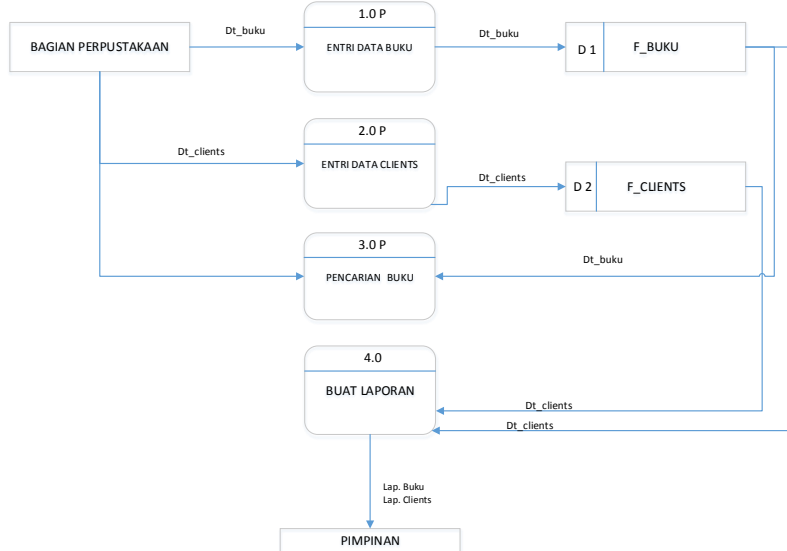 1.0 P
Dt_buku
Dt_buku
BAGIAN PERPUSTAKAAN
ENTRI DATA BUKU
D 1
F_BUKU
2.0 P
Dt_clients
ENTRI DATA CLIENTS
Dt_clients
D 2
F_CLIENTS
3.0 P
Dt_buku
PENCARIAN BUKU
4.0
BUAT LAPORAN
Dt_clients
Dt_clients
Lap. Buku
Lap. Clients
PIMPINAN